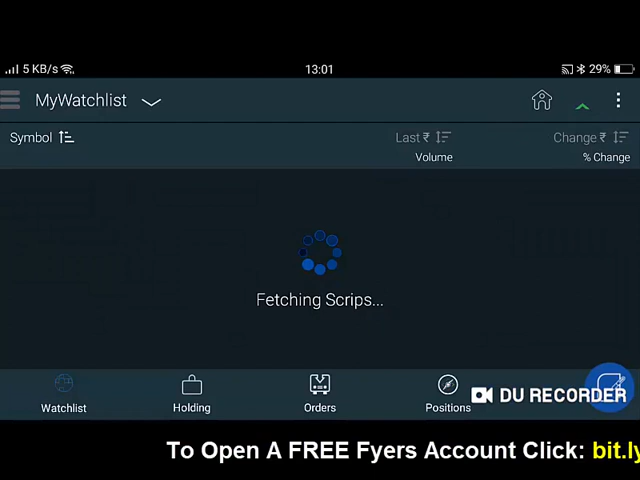 5 KB/s 13:01 29%
MyWatchlist
Symbol Last ₹ Change ₹
Volume % Change
Fetching Scrips...
Watchlist Holding Orders Positions
DU RECORDER
To Open A FREE Fyers Account Click: bit.ly